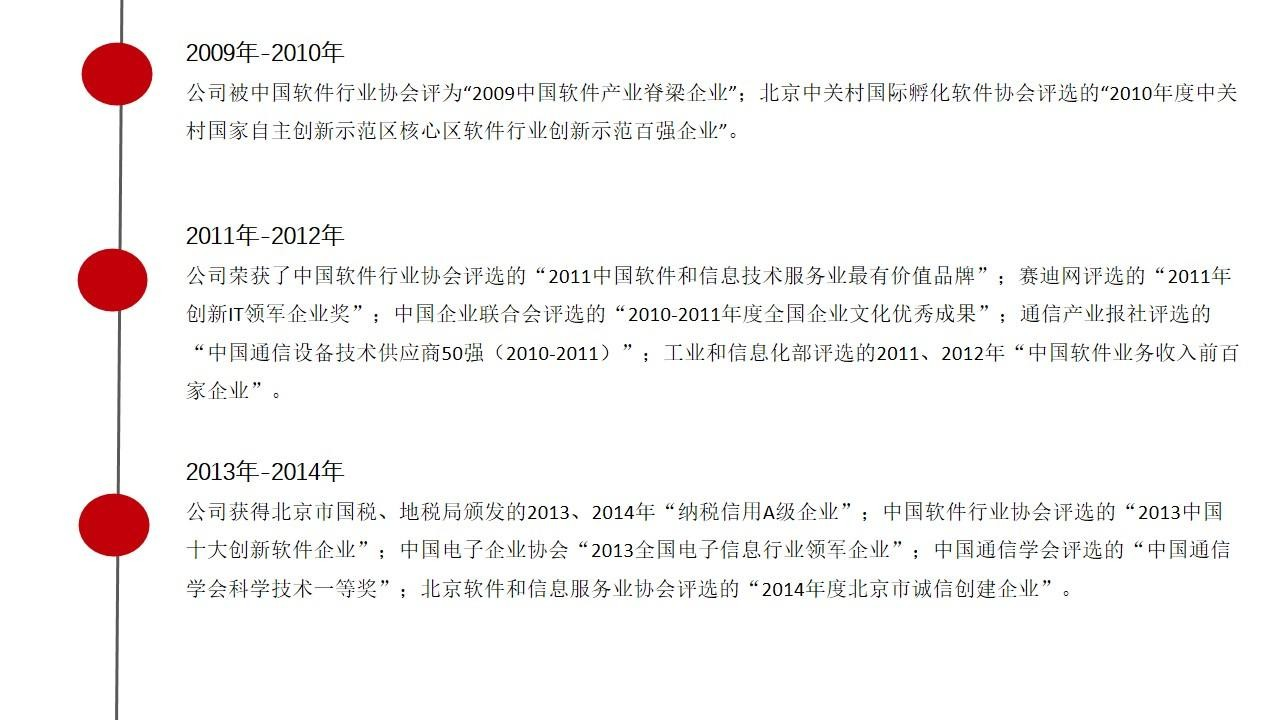 2009年-2010年
公司被中国软件行业协会评为“2009中国软件产业脊梁企业”；北京中关村国际孵化软件协会评选的“2010年度中关
村国家自主创新示范区核心区软件行业创新示范百强企业”。
2011年-2012年
公司荣获了中国软件行业协会评选的“2011中国软件和信息技术服务业最有价值品牌”；赛迪网评选的“2011年
创新IT领军企业奖”；中国企业联合会评选的“2010-2011年度全国企业文化优秀成果”；通信产业报社评选的
“中国通信设备技术供应商50强（2010-2011）”；工业和信息化部评选的2011、2012年“中国软件业务收入前百
家企业”。
2013年-2014年
公司获得北京市国税、地税局颁发的2013、2014年“纳税信用A级企业”；中国软件行业协会评选的“2013中国
十大创新软件企业”；中国电子企业协会“2013全国电子信息行业领军企业”；中国通信学会评选的“中国通信
学会科学技术一等奖”；北京软件和信息服务业协会评选的“2014年度北京市诚信创建企业”。